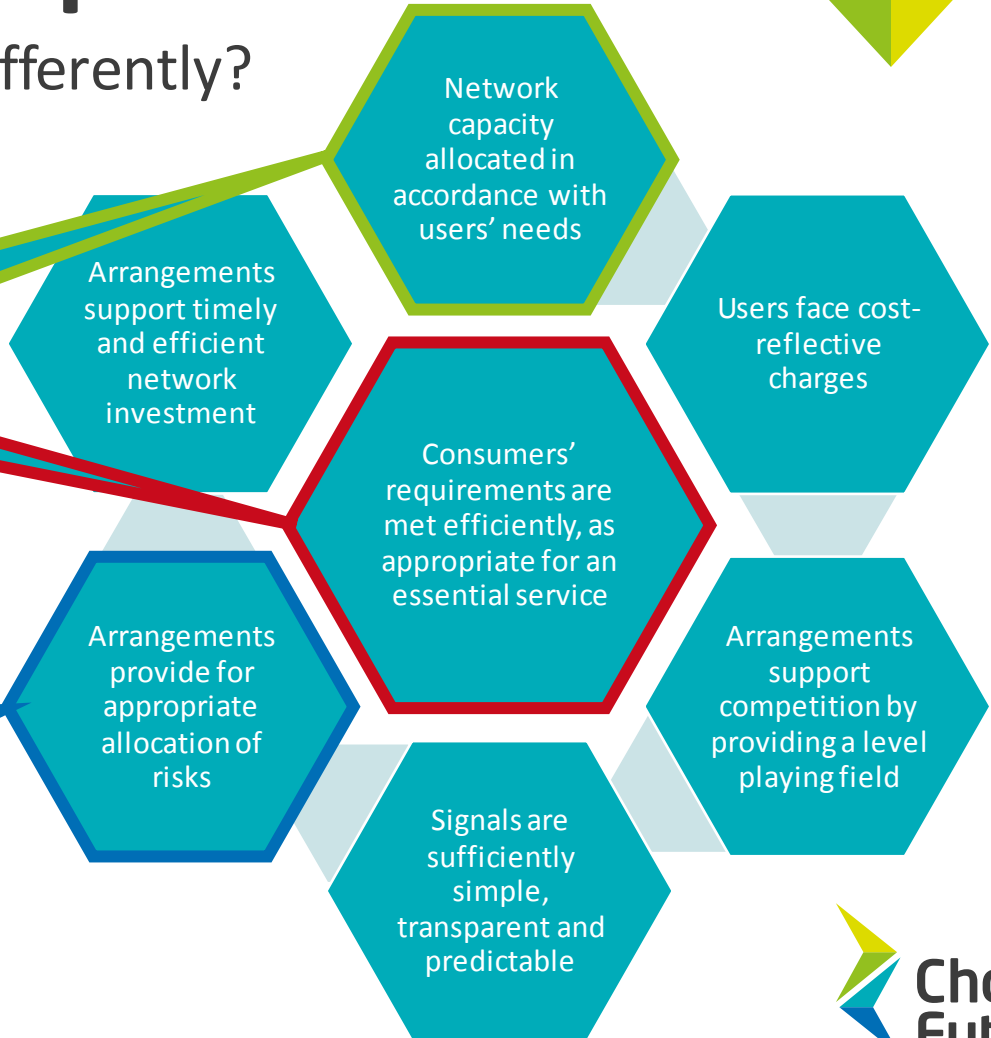 fferently?
Network
capacity
allocated in
accordance with
users' needs
Arrangements
support timely
and efficient
network
investment
Users face cost-
reflective
charges
Consumers'
requirements are
met efficiently, as
appropriate for an
essential service
Arrangements
provide for
appropriate
allocation of
risks
Arrangements
support
competition by
providing a level
playing field
Signals are
sufficiently
simple,
transparent and
predictable